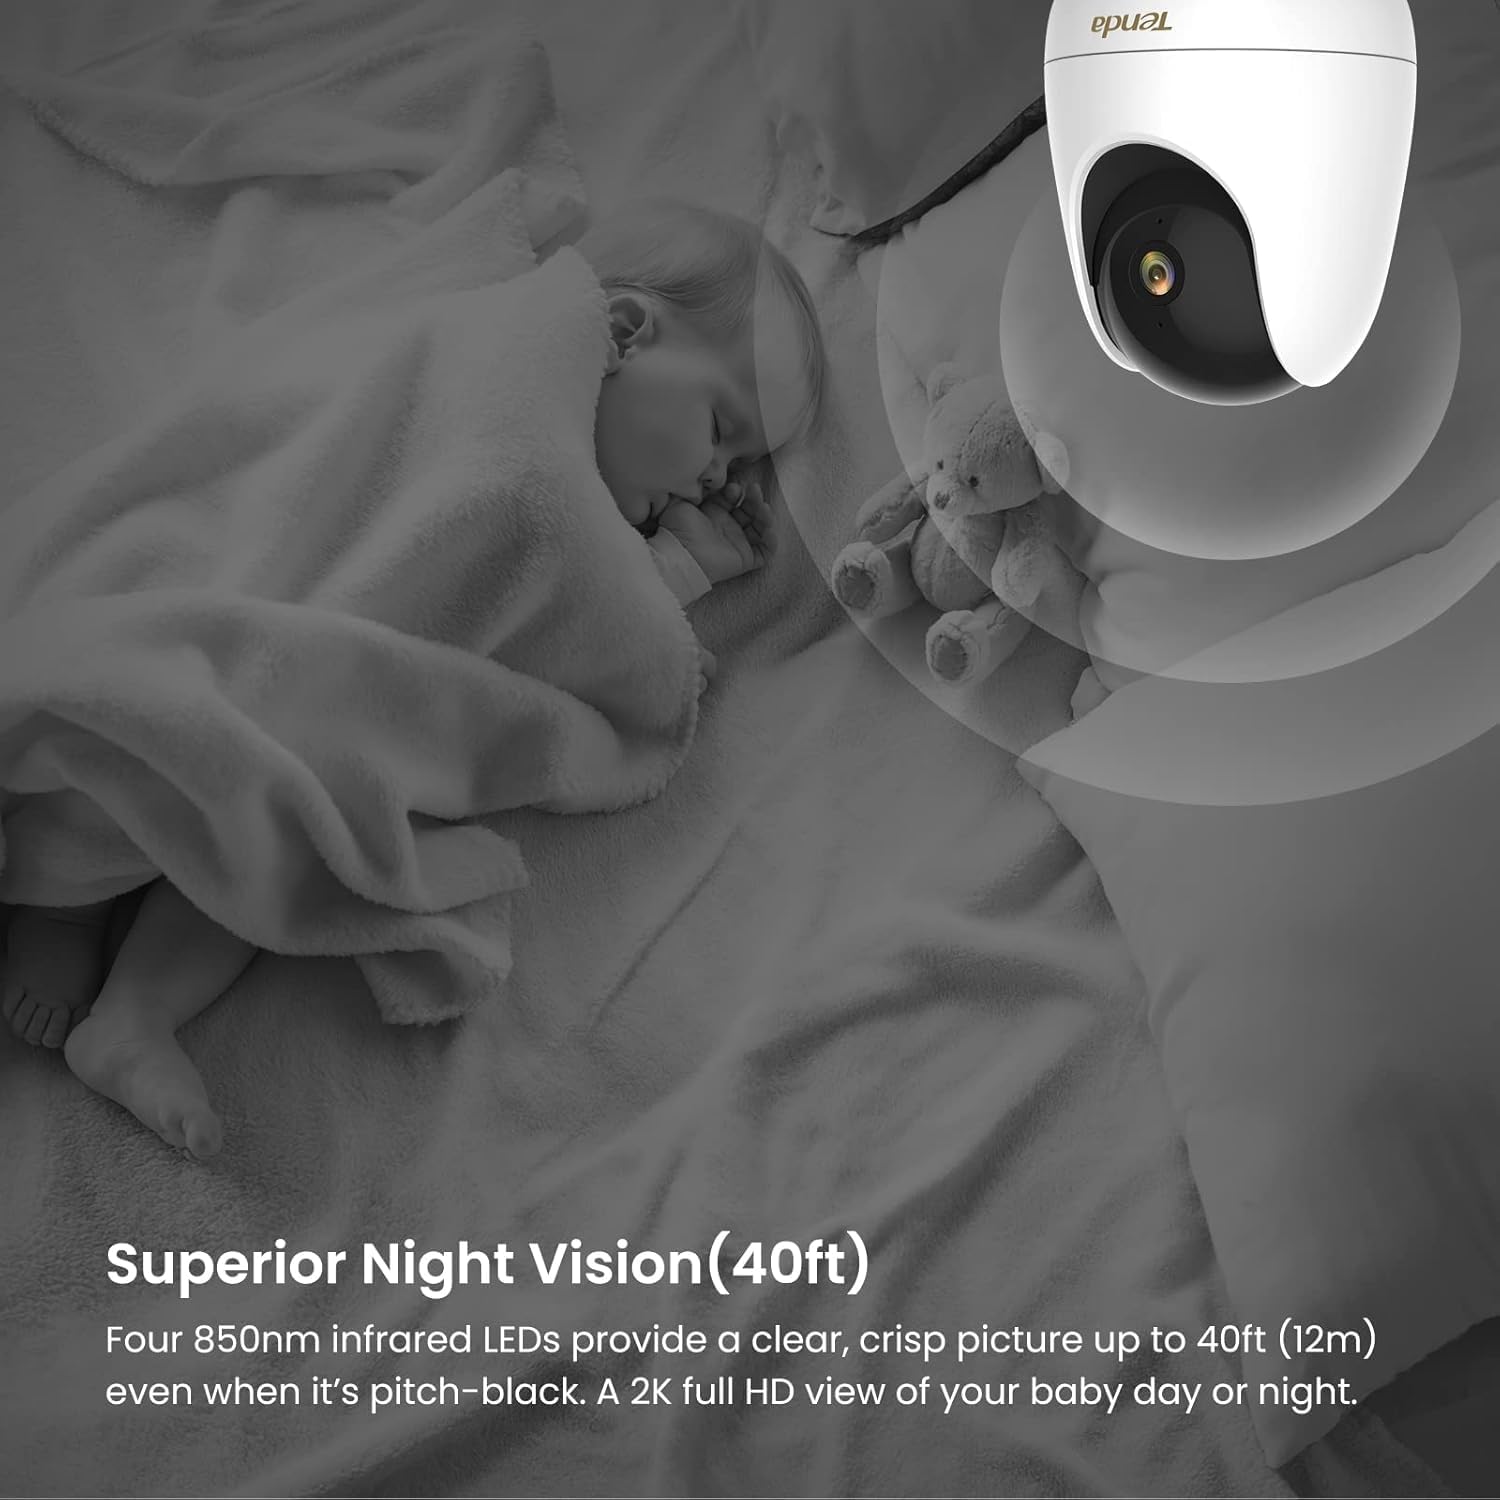 Tenda
Superior Night Vision(40ft)
Four 850nm infrared LEDs provide a clear, crisp picture up to 40ft (12m)
even when it’s pitch-black. A 2K full HD view of your baby day or night.